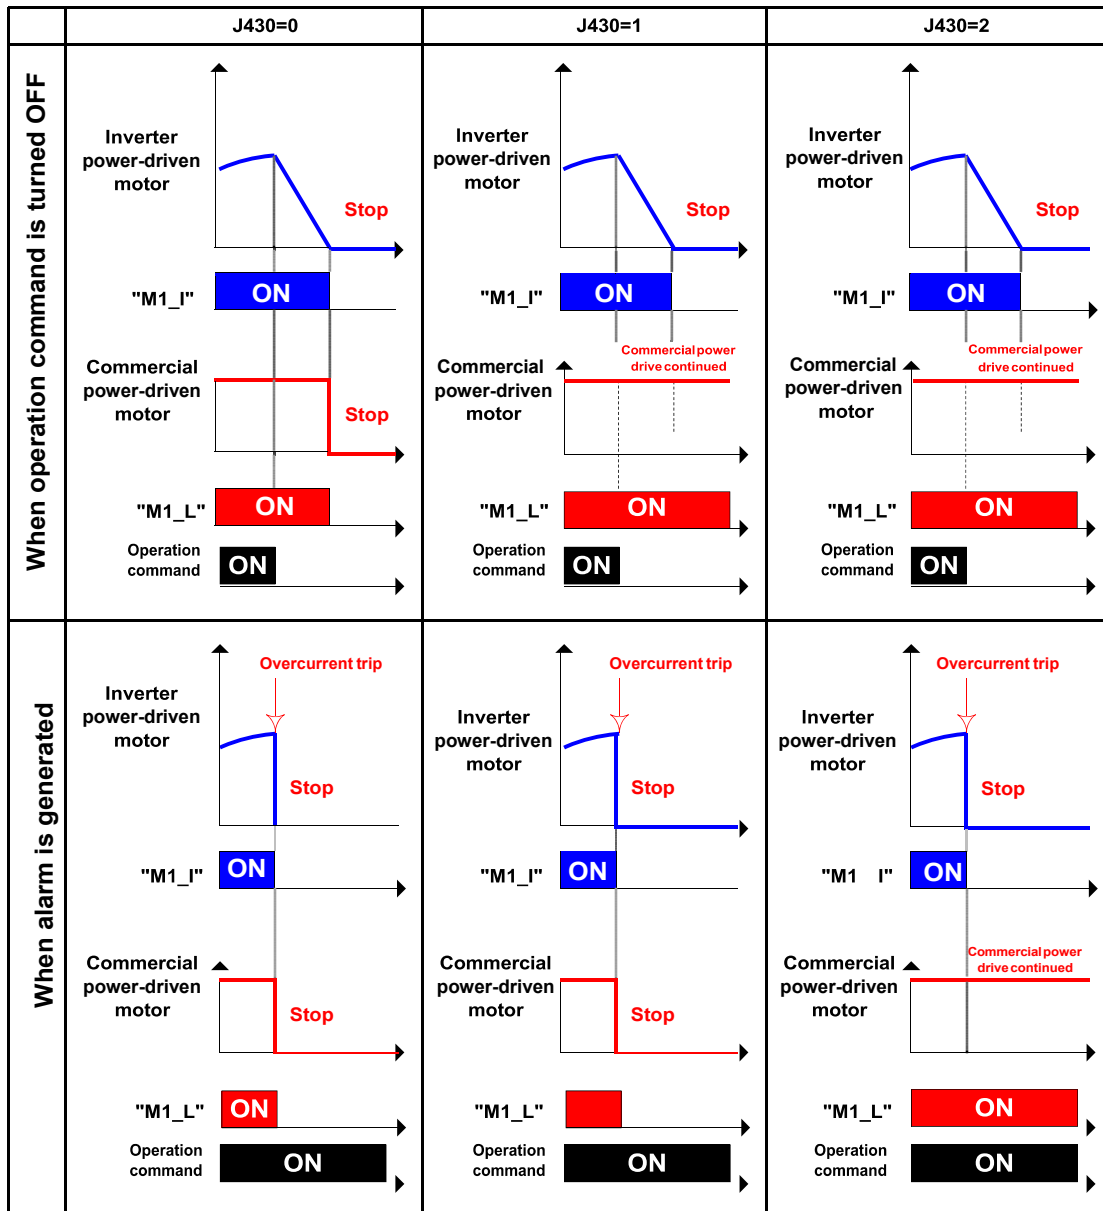 J430=0
J430=1
J430=2
When operation command is turned OFF
Inverter
power-driven
motor
Stop
"M1_I"
ON
Commercial
power-driven
motor
Stop
"M1_L"
ON
Operation
command
ON
Inverter
power-driven
motor
Stop
"M1_I"
ON
Commercial
power-driven
motor
Commercial power
drive continued
"M1_L"
ON
Operation
command
ON
Inverter
power-driven
motor
Stop
"M1_I"
ON
Commercial
power-driven
motor
Commercial power
drive continued
"M1_L"
ON
Operation
command
ON
When alarm is generated
Overcurrent trip
Inverter
power-driven
motor
Stop
"M1_I"
ON
Commercial
power-driven
motor
Stop
"M1_L"
ON
Operation
command
ON
Overcurrent trip
Inverter
power-driven
motor
Stop
"M1_I"
ON
Commercial
power-driven
motor
Stop
"M1_L"
Operation
command
ON
Overcurrent trip
Inverter
power-driven
motor
Stop
"M1 I"
ON
Commercial
power-driven
motor
Commercial power
drive continued
"M1_L"
ON
Operation
command
ON